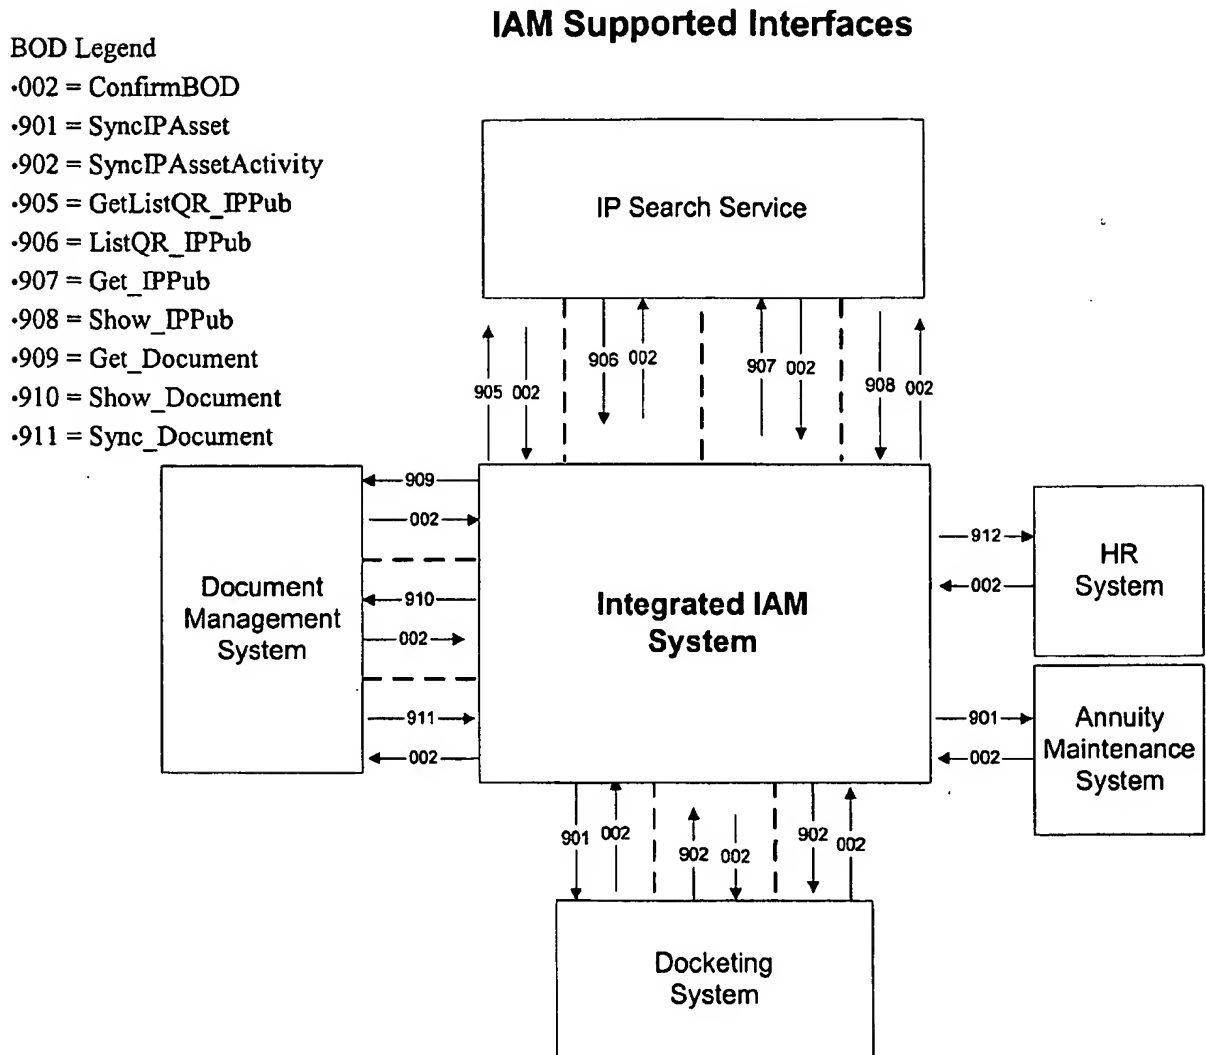 IAM Supported Interfaces
BOD Legend
•002 = ConfirmBOD
•901 = SyncIPAsset
•902 = SyncIPAssetActivity
•905 = GetListQR_IPPub
•906 = ListQR_IPPub
•907 = Get_IPPub
•908 = Show_IPPub
•909 = Get_Document
•910 = Show_Document
•911 = Sync_Document
IP Search Service
905 002
906 002
907 002
908 002
909
002
910
002
911
002
Document
Management
System
Integrated IAM
System
912
002
HR
System
901
002
Annuity
Maintenance
System
901 002
902 002
902 002
Docketing
System